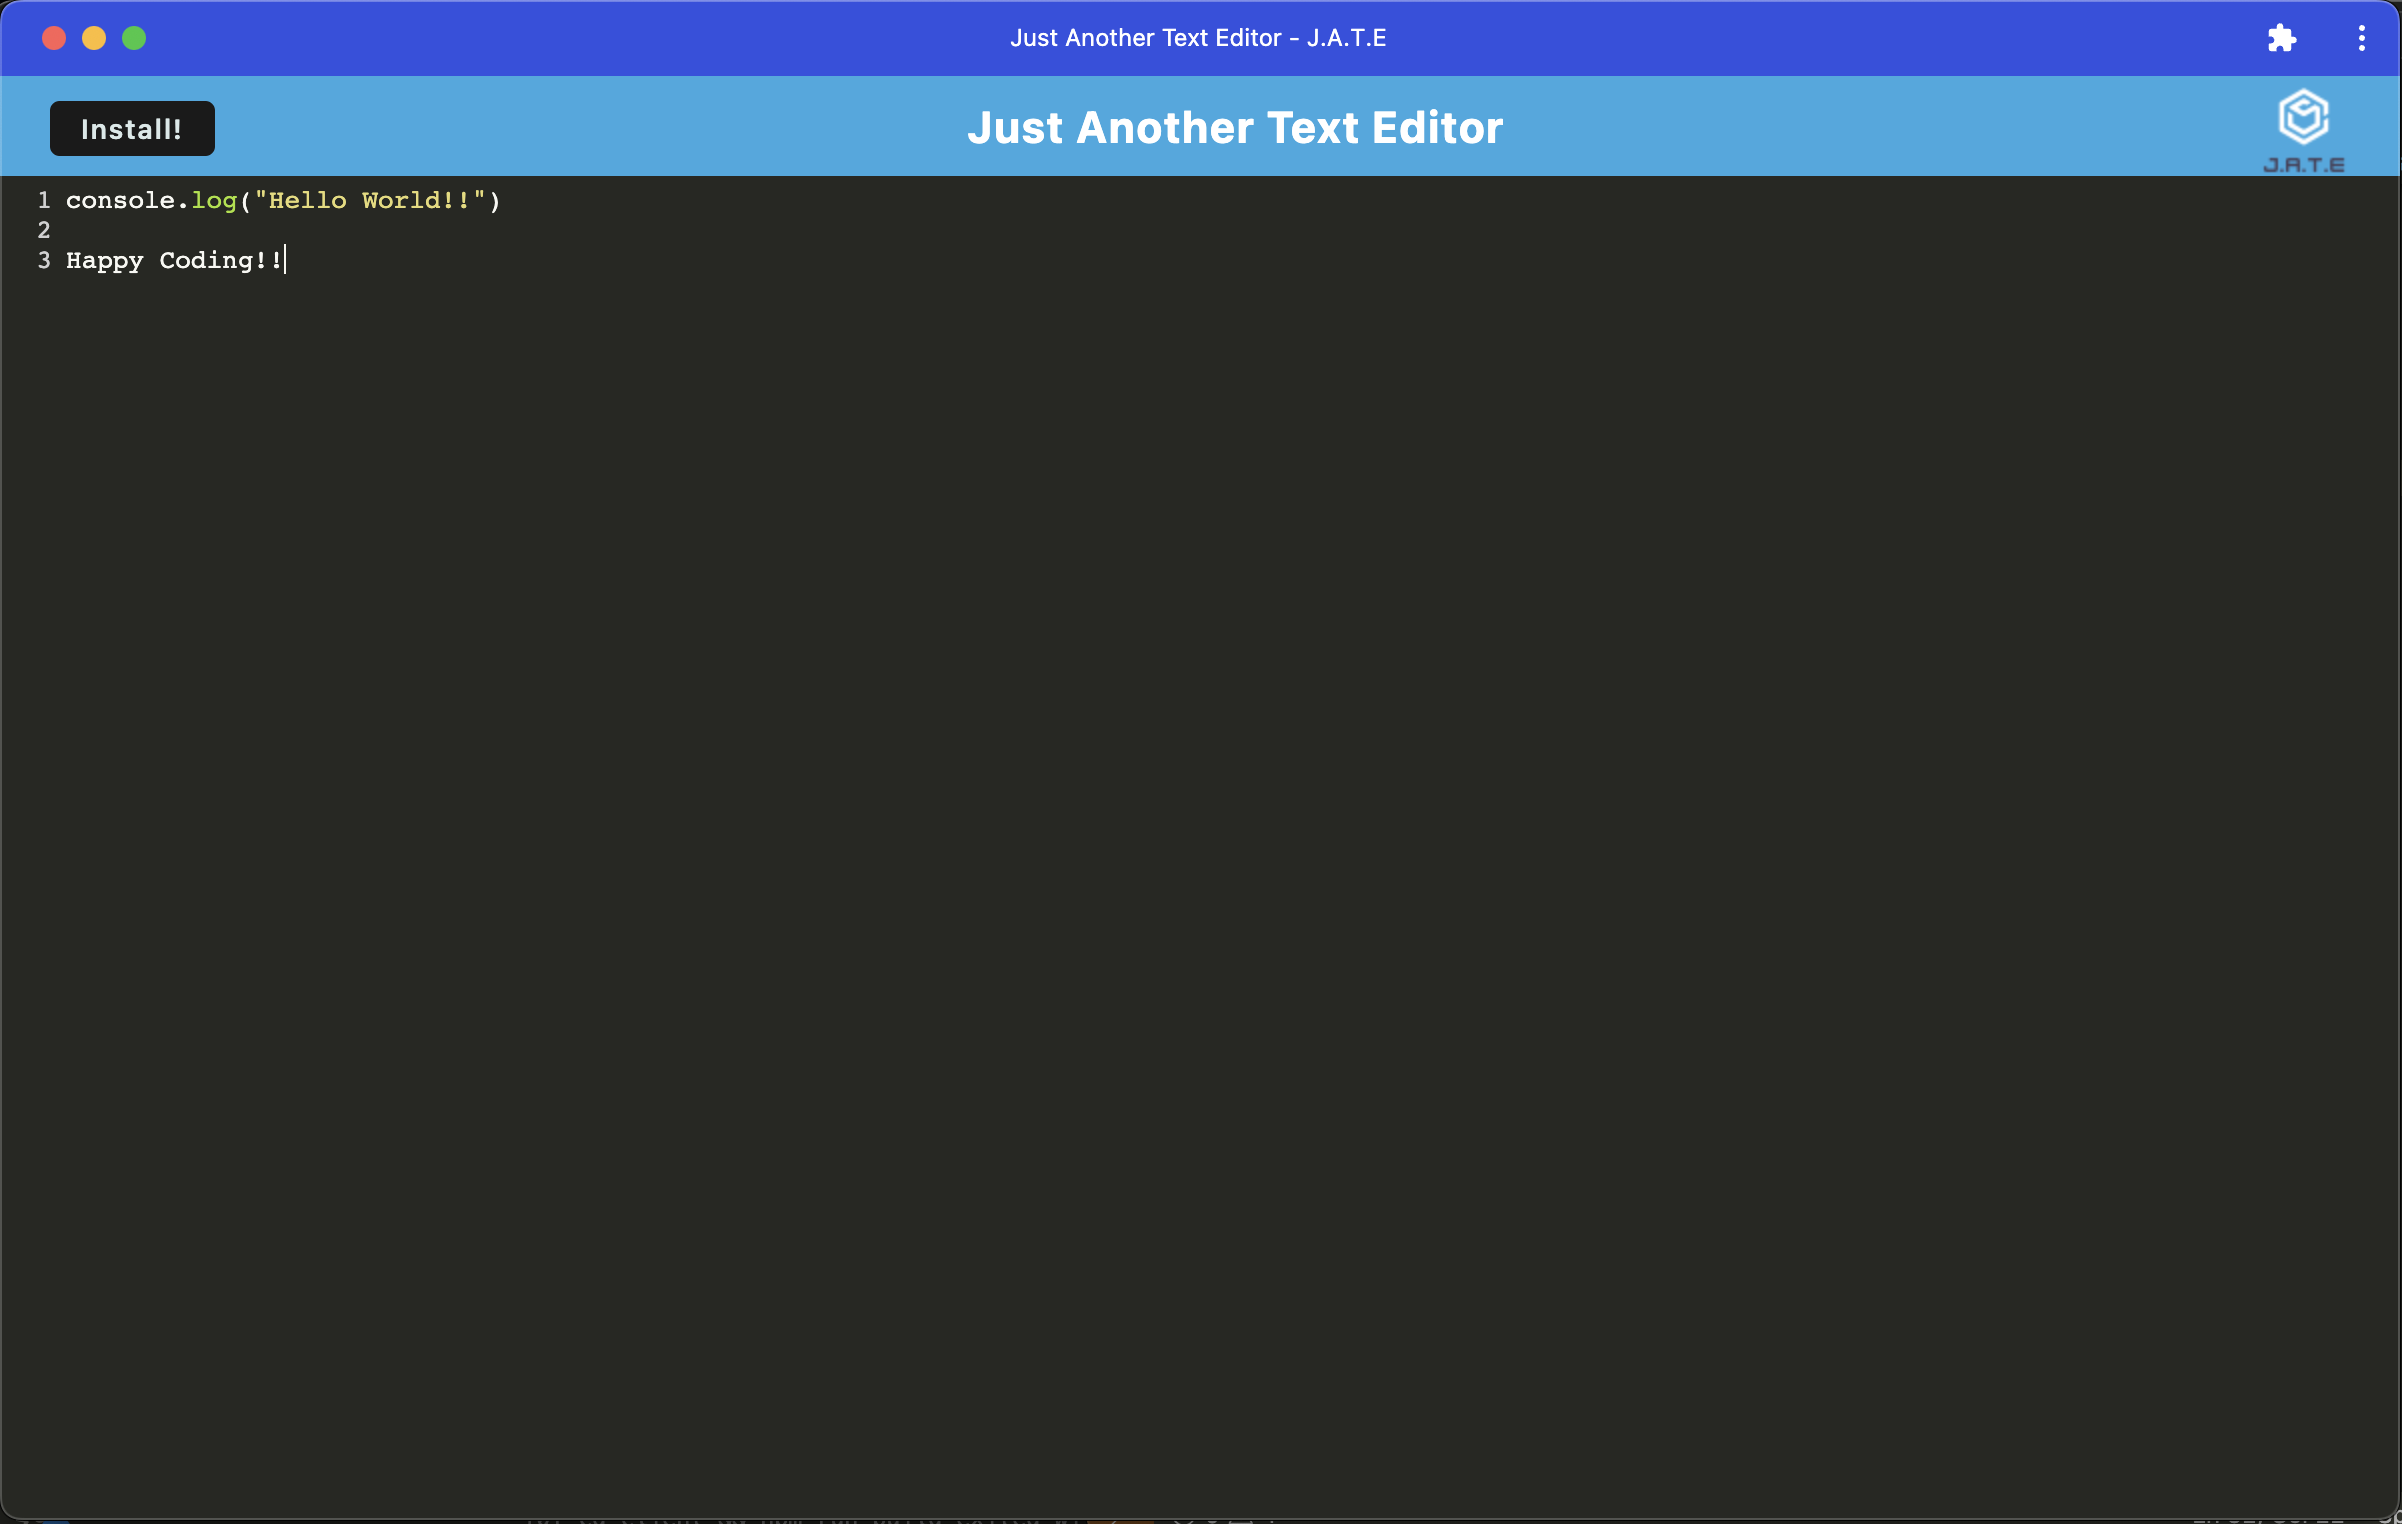 Just Another Text Editor - J.A.T.E
Install!
Just Another Text Editor
J.A.T.E
1 console.log("Hello World!!")
2
3 Happy Coding!!